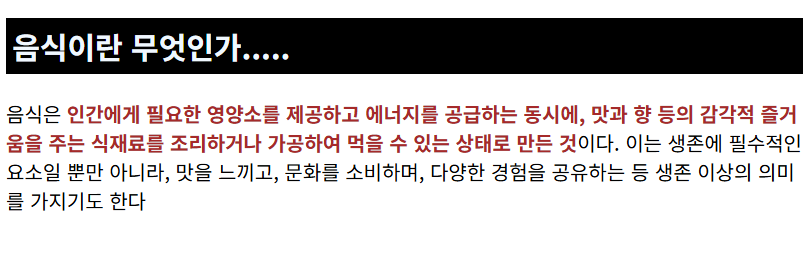 음식이란 무엇인가.....
음식은 인간에게 필요한 영양소를 제공하고 에너지를 공급하는 동시에, 맛과 향 등의 감각적 즐거
움을 주는 식재료를 조리하거나 가공하여 먹을 수 있는 상태로 만든 것이다. 이는 생존에 필수적인
요소일 뿐만 아니라, 맛을 느끼고, 문화를 소비하며, 다양한 경험을 공유하는 등 생존 이상의 의미
를 가지기도 한다